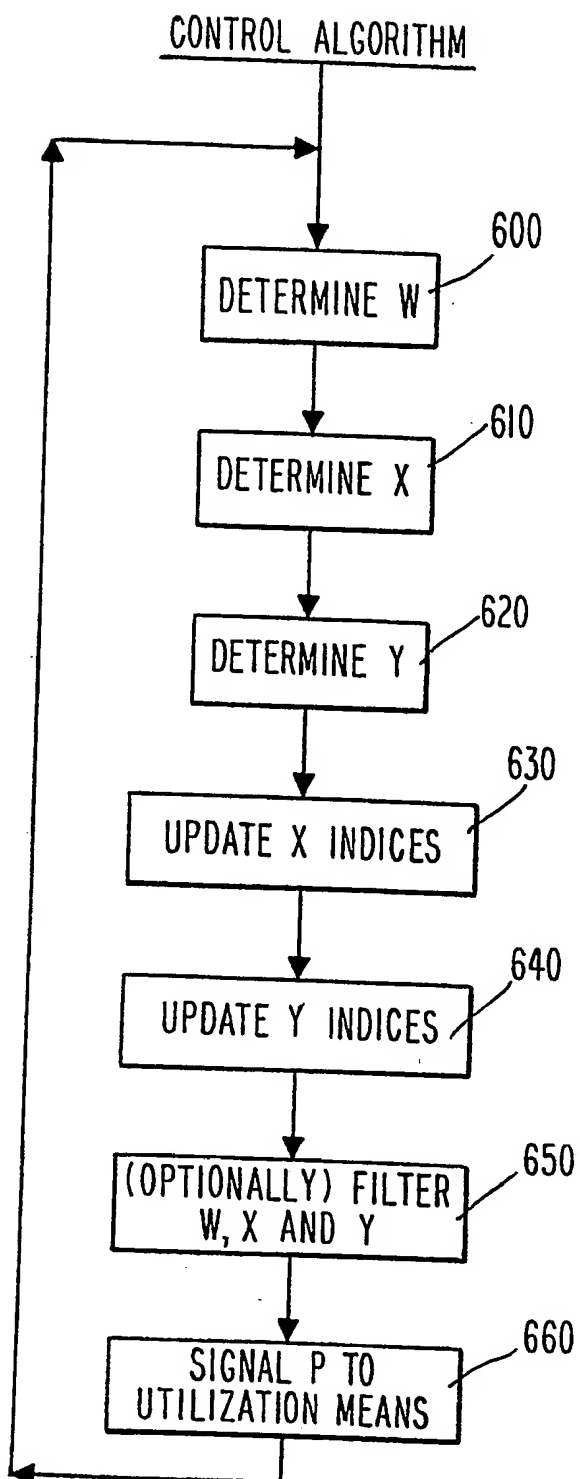 CONTROL ALGORITHM
600
DETERMINE W
610
DETERMINE X
620
DETERMINE Y
630
UPDATE X INDICES
640
UPDATE Y INDICES
650
(OPTIONALLY) FILTER
W, X AND Y
660
SIGNAL P TO
UTILIZATION MEANS